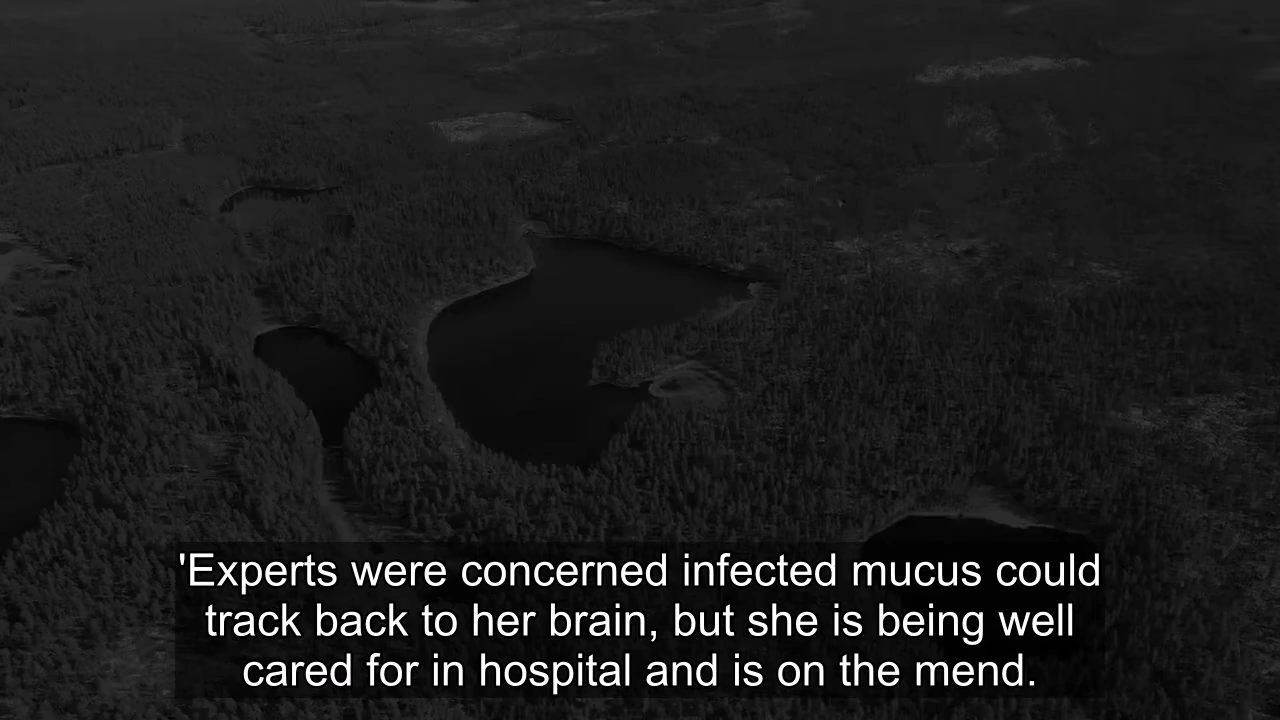 'Experts were concerned infected mucus could
track back to her brain, but she is being well
cared for in hospital and is on the mend.